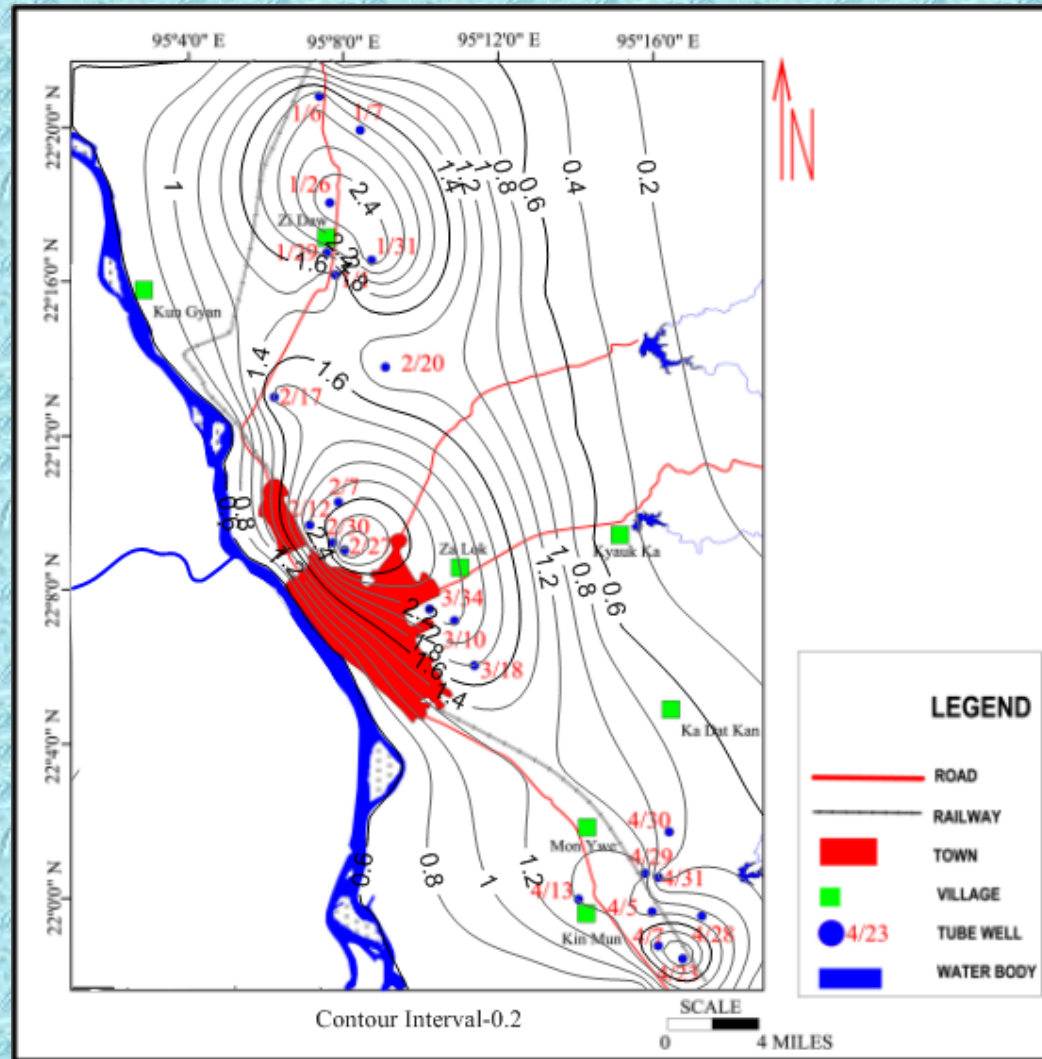 95°4'0" E 95°8'0" E 95°12'0" E 95°16'0" E
22°20'0" N
22°16'0" N
22°12'0" N
22°8'0" N
22°4'0" N
22°0'0" N
N
1/6 1/7
1 1.4 1.2 0.8 0.6 0.4 0.2
1/26 2.4
Zi Daw
1/29 1/31
1.6
Kun Gyan
2/20
1.4 1.6
2/17
0.8
2/7
2/12
2/30
2.4 2/27
1.2
Za Lok
Kyauk Ka
1.2 0.8 0.6
3/34
3/10
3/18
1.6
1.4
Ka Dat Kan
4/30
Mon Ywe
4/29
4/31
0.8 1 1.2
4/13 4/5
Kin Mun
4/28
4/7
LEGEND
ROAD
RAILWAY
TOWN
VILLAGE
4/23 TUBE WELL
WATER BODY
Contour Interval-0.2
SCALE
0 4 MILES